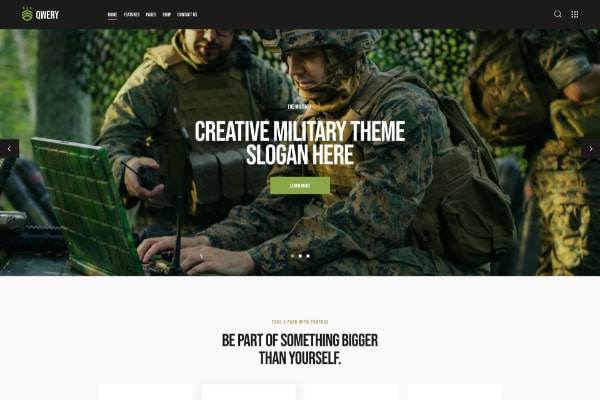 QWERY
HOME FEATURES PAGES SHOP CONTACT US
THE MILITARY
CREATIVE MILITARY THEME
SLOGAN HERE
LEARN MORE
TAKE A PATH WITH PURPOSE
BE PART OF SOMETHING BIGGER
THAN YOURSELF.